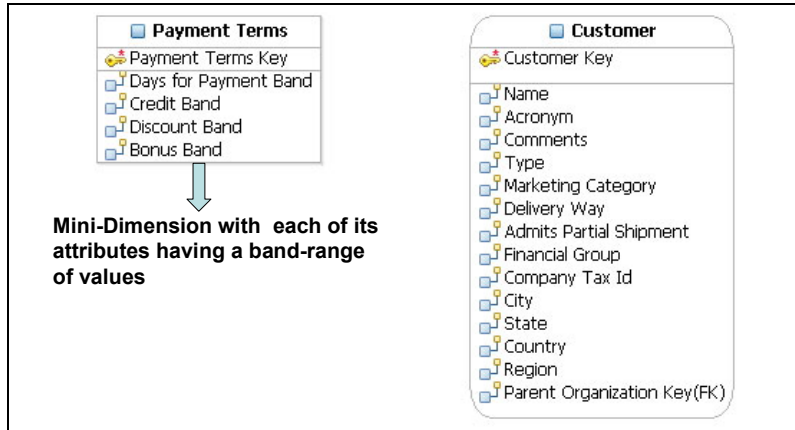 Payment Terms
Payment Terms Key
Days for Payment Band
Credit Band
Discount Band
Bonus Band
Mini-Dimension with each of its
attributes having a band-range
of values
Customer
Customer Key
Name
Acronym
Comments
Type
Marketing Category
Delivery Way
Admits Partial Shipment
Financial Group
Company Tax Id
City
State
Country
Region
Parent Organization Key(FK)